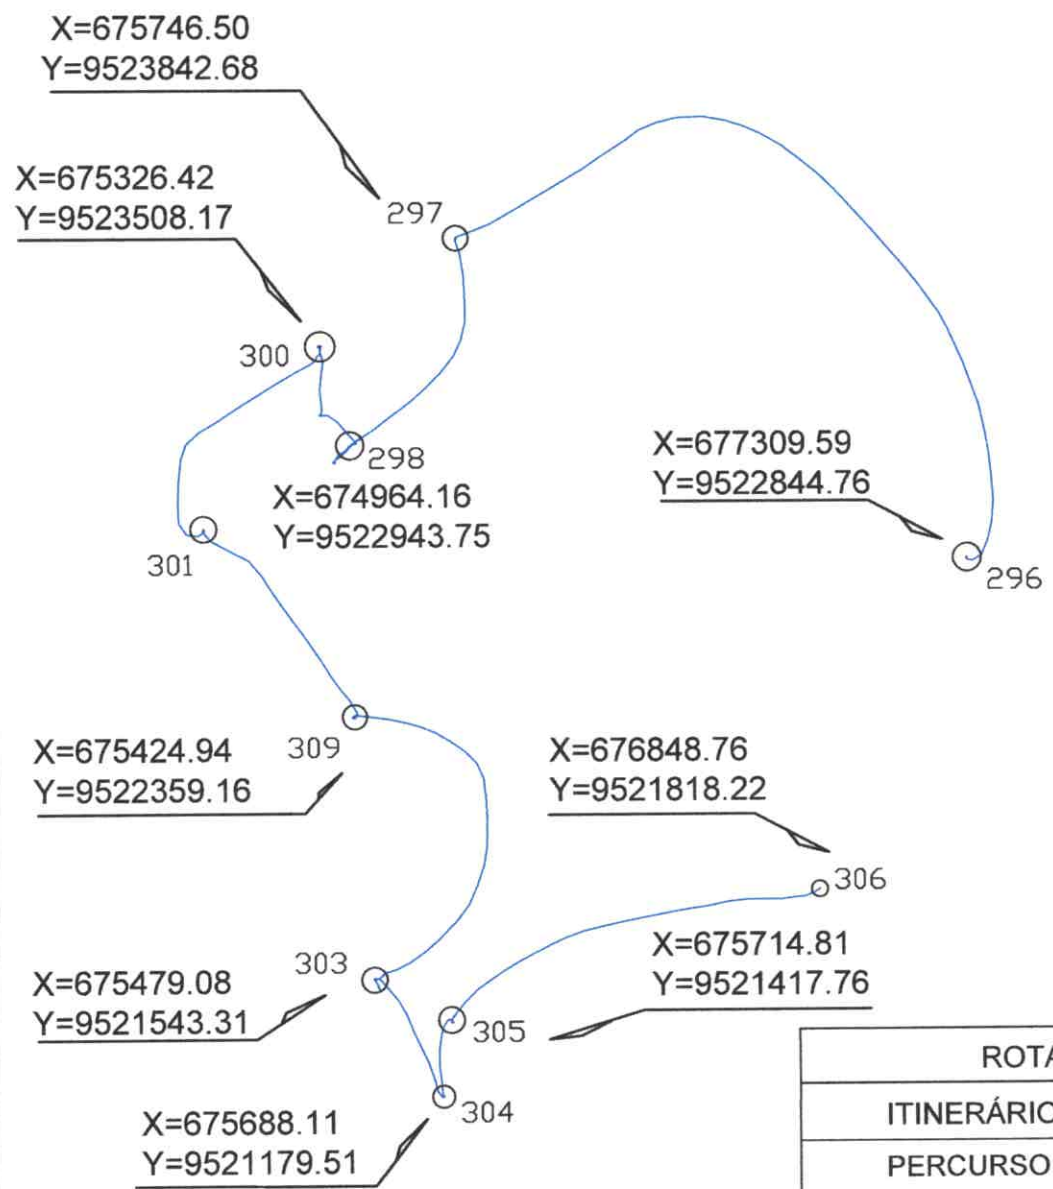 X=675746.50
Y=9523842.68
X=675326.42
Y=9523508.17
297
300
298
X=674964.16
Y=9522943.75
X=677309.59
Y=9522844.76
296
301
309
X=675424.94
Y=9522359.16
X=676848.76
Y=9521818.22
306
303
X=675479.08
Y=9521543.31
X=675714.81
Y=9521417.76
305
304
X=675688.11
Y=9521179.51
ROTA
ITINERÁRIO
PERCURSO